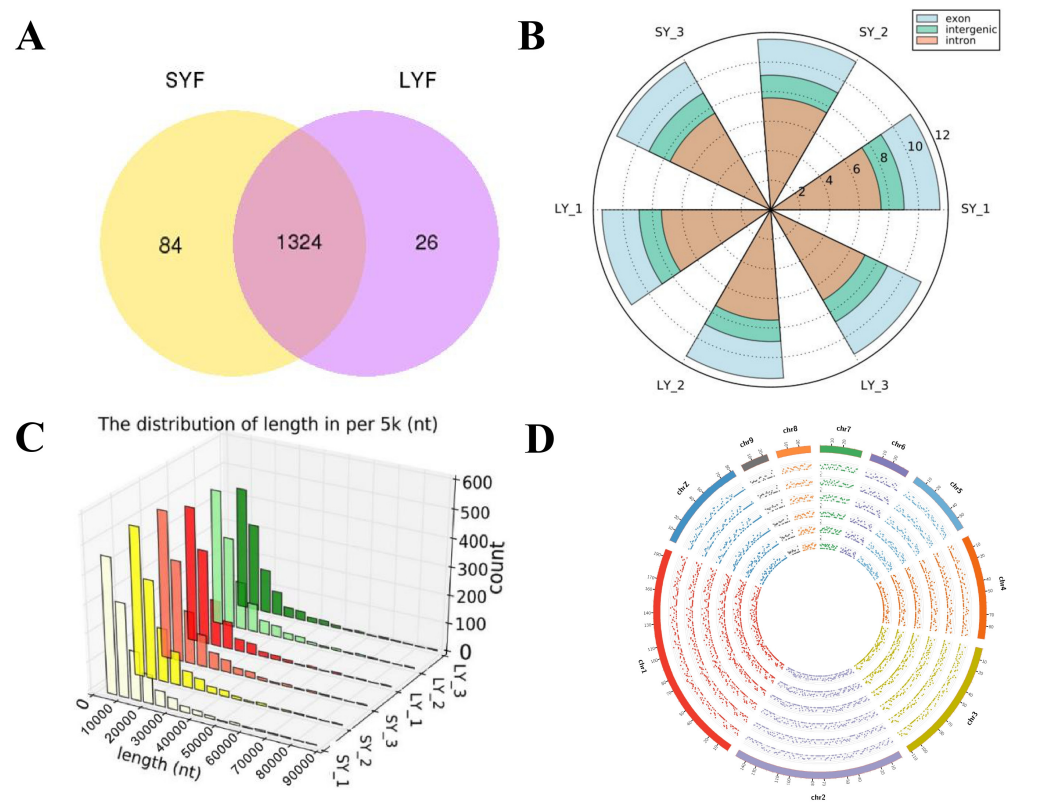 A
SYF
LYF
84
1324
26
B
exon
intergenic
intron
SY_3
SY_2
12
10
8
6
4
2
LY_1
SY_1
LY_2
LY_3
C
The distribution of length in per 5k (nt)
600
500
400
300
200
100
0
count
0
10000
20000
30000
40000
50000
60000
70000
80000
90000
length (nt)
SY_1
SY_2
SY_3
LY_1
LY_2
LY_3
D
chr9
chr8
chr7
chr6
chrZ
chr5
chr4
chr1
chr3
chr2